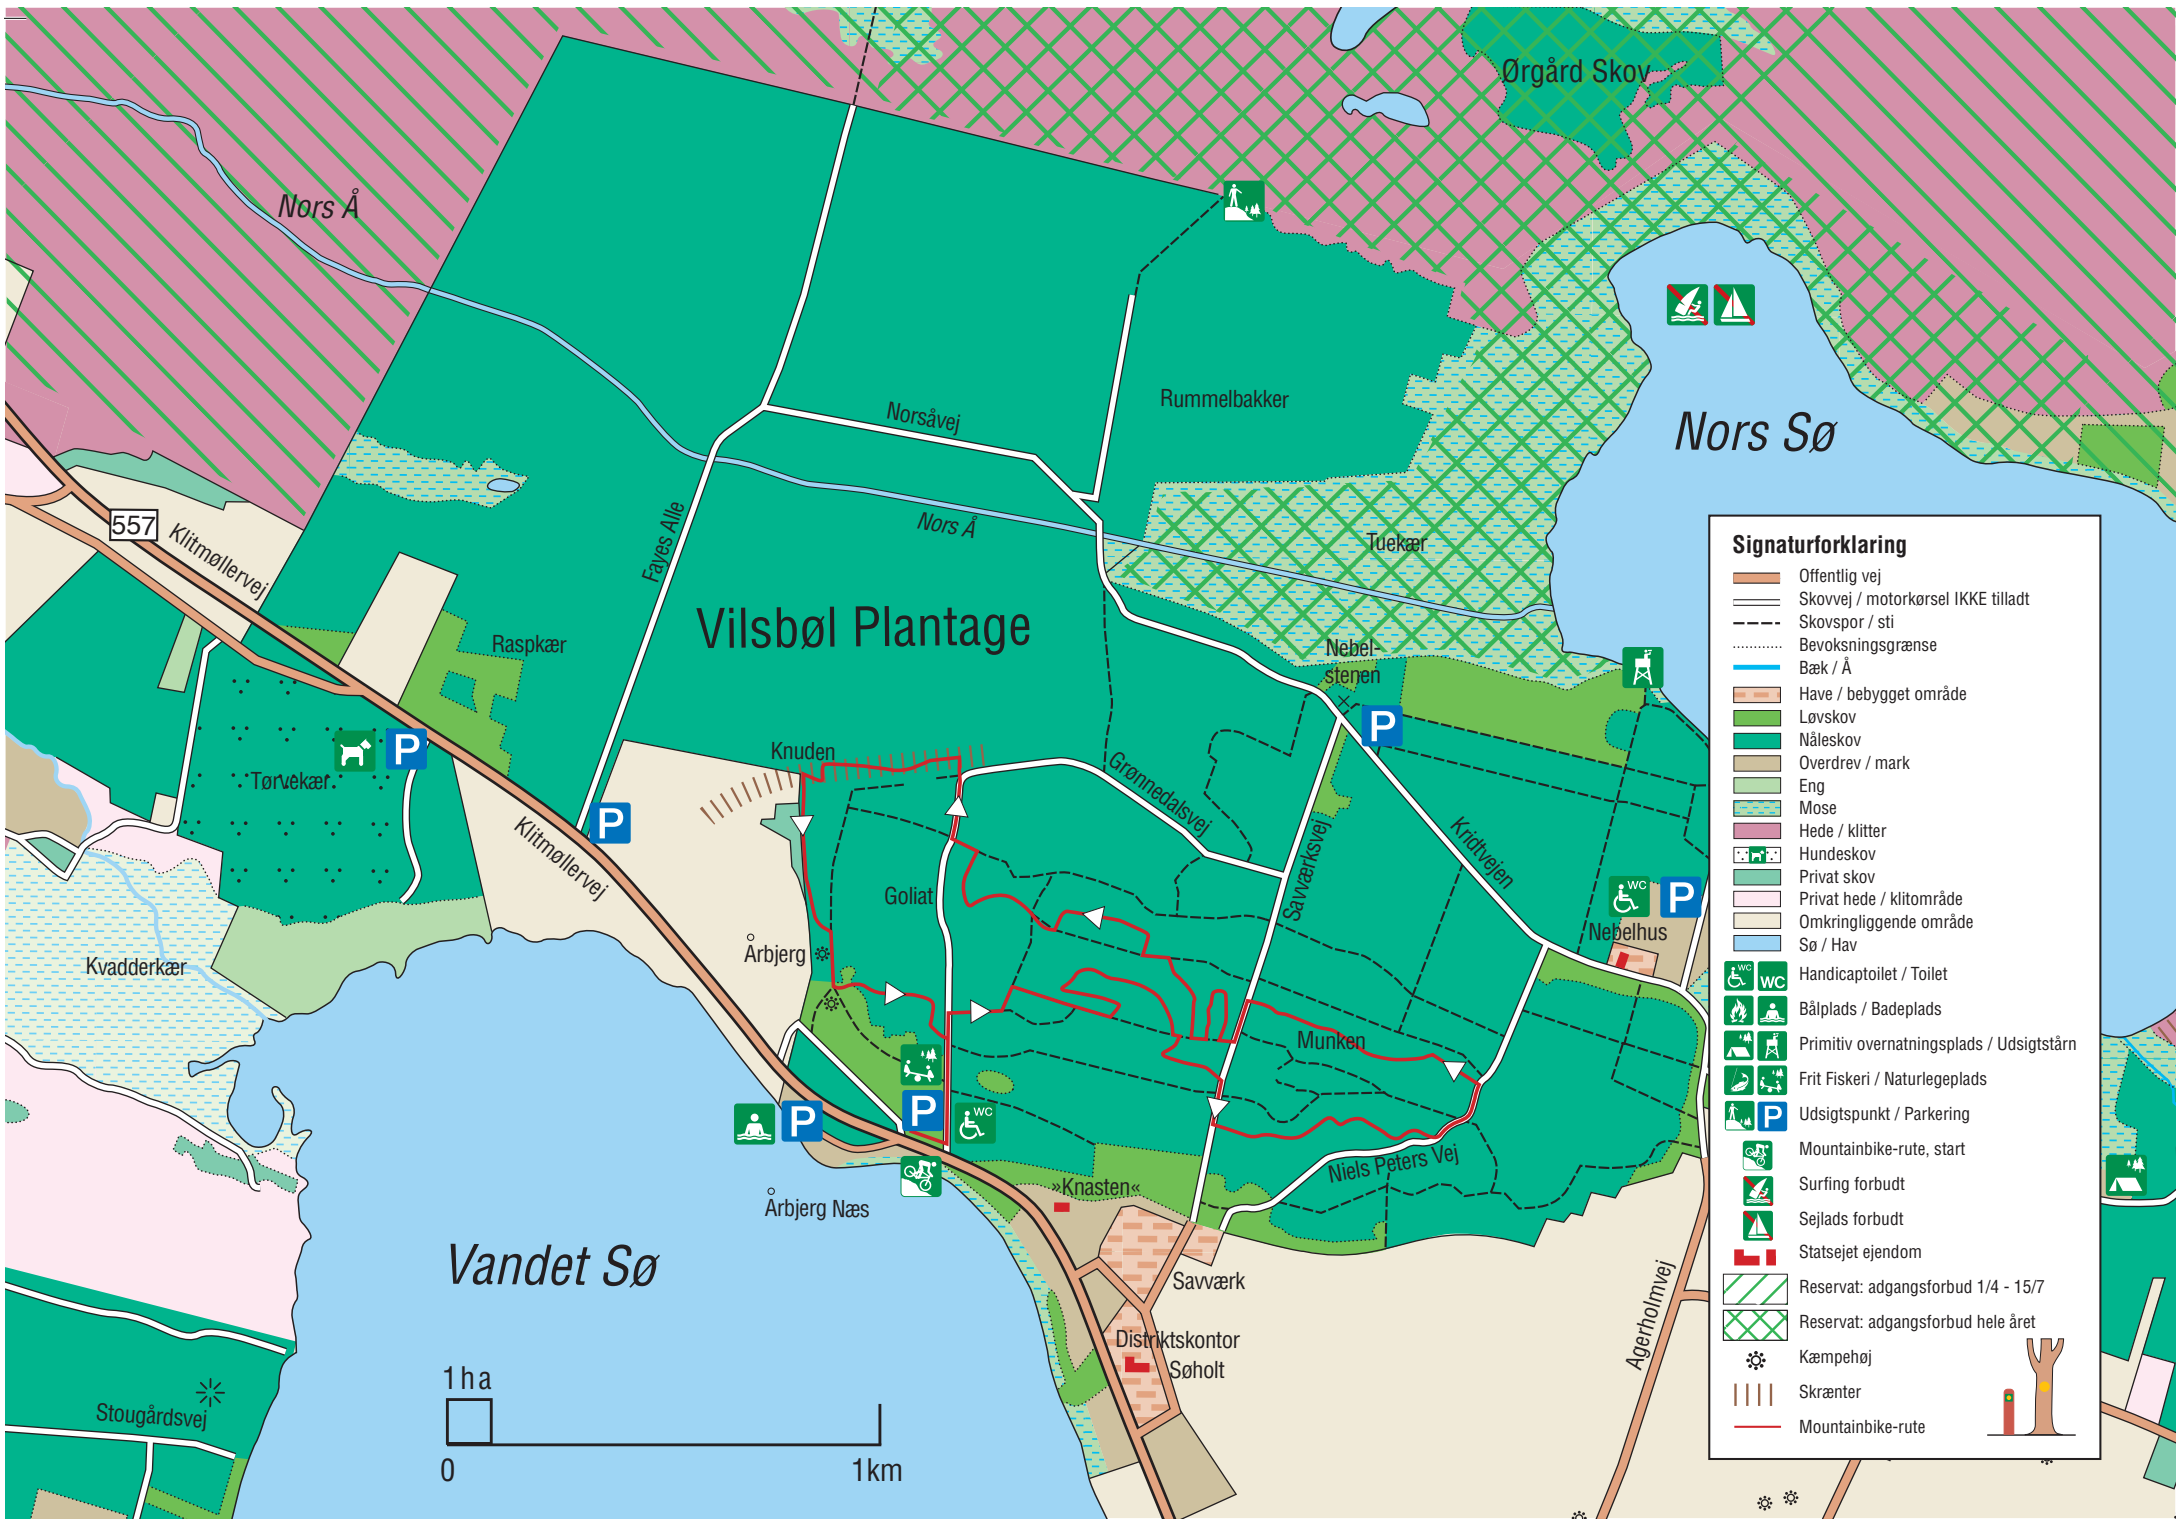 Ørgård Skov
Nors Å
Nors Sø
Rummelbakker
Norsåvej
557
Klitmøllervej
Fayes Alle
Nors Å
Tuekær
Vilsbøl Plantage
Raspkær
Nebel-
stenen
P
P
Tørvekær
Knuden
Grønnedalsvej
P
Klitmøllervej
Savværksvej
Kridtvejen
Goliat
WC
P
Nebelhus
Årbjerg
Kvadderkær
Munken
P
P
WC
Niels Peters Vej
»Knasten«
Årbjerg Næs
Vandet Sø
Savværk
Agerholmvej
Distriktskontor
Søholt
1 ha
0
1km
Stougårdsvej
Signaturforklaring
Offentlig vej
Skovvej / motorkørsel IKKE tilladt
Skovspor / sti
Bevoksningsgrænse
Bæk / Å
Have / bebygget område
Løvskov
Nåleskov
Overdrev / mark
Eng
Mose
Hede / klitter
Hundeskov
Privat skov
Privat hede / klitområde
Omkringliggende område
Sø / Hav
WC WC Handicaptoilet / Toilet
Bålplads / Badeplads
Primitiv overnatningsplads / Udsigtstårn
Frit Fiskeri / Naturlegeplads
P Udsigtspunkt / Parkering
Mountainbike-rute, start
Surfing forbudt
Sejlads forbudt
Statsejet ejendom
Reservat: adgangsforbud 1/4 - 15/7
Reservat: adgangsforbud hele året
Kæmpehøj
Skrænter
Mountainbike-rute